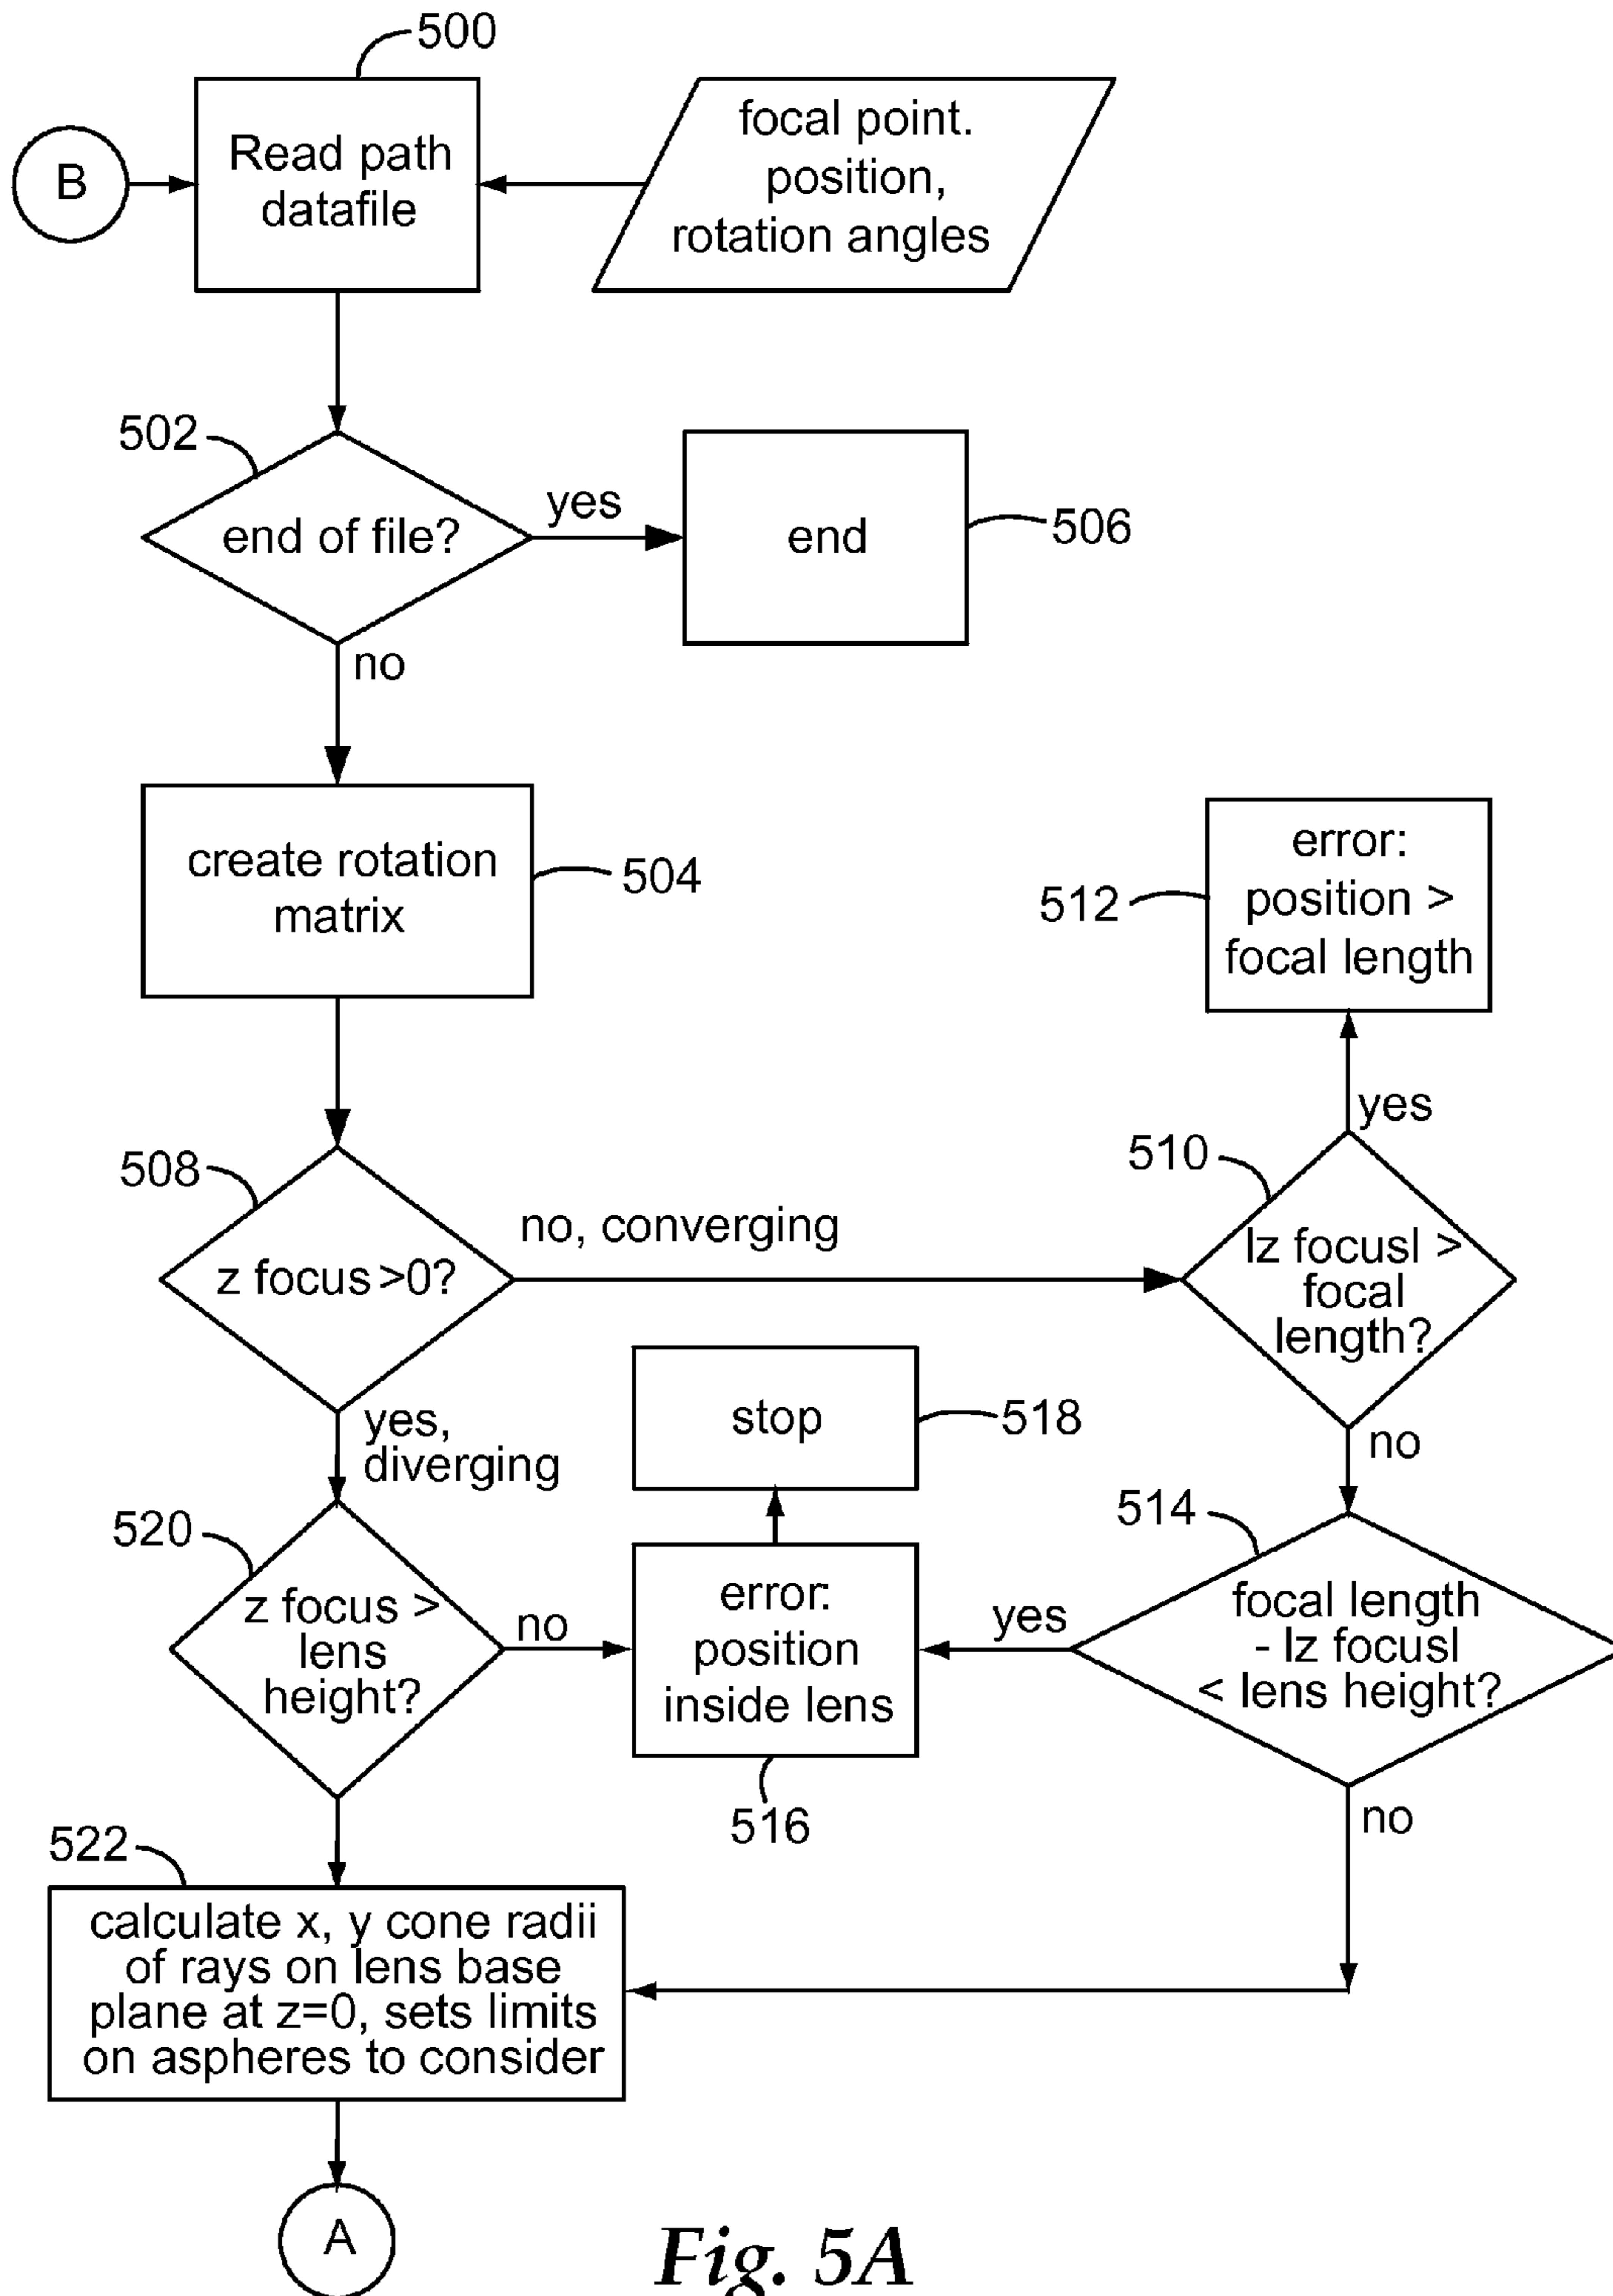 500
B
Read path
datafile
focal point.
position,
rotation angles
502
end of file?
yes
end
506
no
create rotation
matrix
504
error:
position >
focal length
512
yes
508
z focus >0?
no, converging
510
Iz focusl >
focal
length?
yes,
diverging
stop
518
no
520
z focus >
lens
height?
no
error:
position
inside lens
516
yes
514
focal length
- Iz focusl
< lens height?
no
522
calculate x, y cone radii
of rays on lens base
plane at z=0, sets limits
on aspheres to consider
A
Fig. 5A